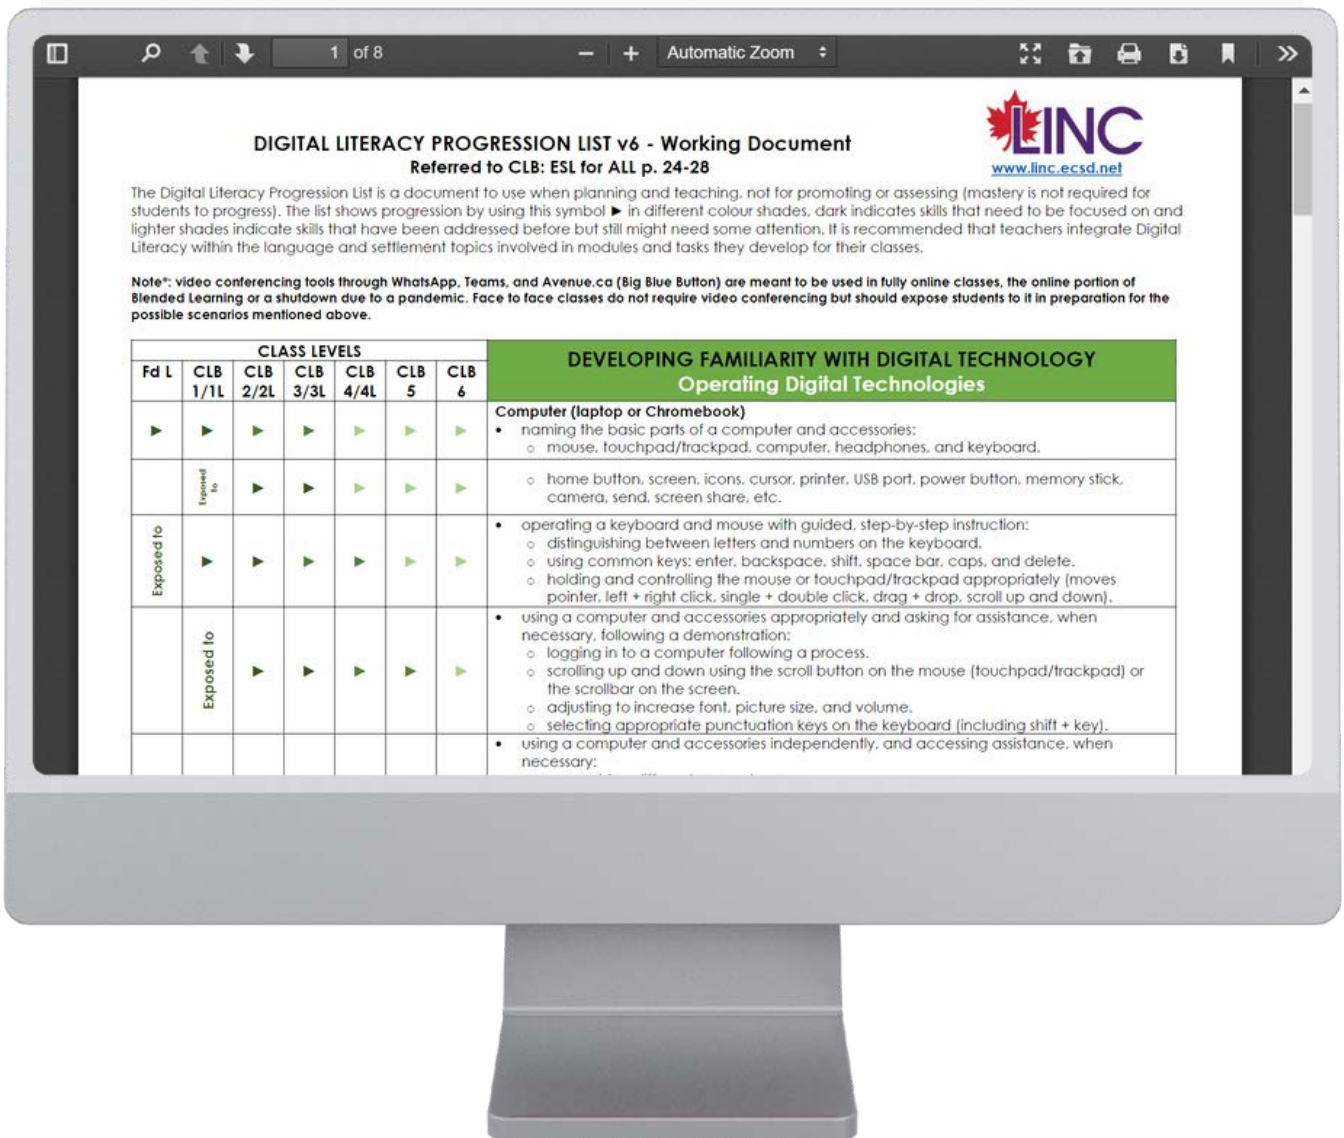 1 of 8
Automatic Zoom
LINC
www.linc.ecsd.net
DIGITAL LITERACY PROGRESSION LIST v6 - Working Document
Referred to CLB: ESL for ALL p. 24-28
The Digital Literacy Progression List is a document to use when planning and teaching, not for promoting or assessing (mastery is not required for
students to progress). The list shows progression by using this symbol ► in different colour shades, dark indicates skills that need to be focused on and
lighter shades indicate skills that have been addressed before but still might need some attention. It is recommended that teachers integrate Digital
Literacy within the language and settlement topics involved in modules and tasks they develop for their classes.
Note*: video conferencing tools through WhatsApp, Teams, and Avenue.ca (Big Blue Button) are meant to be used in fully online classes, the online portion of
Blended Learning or a shutdown due to a pandemic. Face to face classes do not require video conferencing but should expose students to it in preparation for the
possible scenarios mentioned above.
CLASS LEVELS
Fd L CLB 1/1L CLB 2/2L CLB 3/3L CLB 4/4L CLB 5 CLB 6
DEVELOPING FAMILIARITY WITH DIGITAL TECHNOLOGY
Operating Digital Technologies
► ► ► ► ► ► ►
Computer (laptop or Chromebook)
• naming the basic parts of a computer and accessories:
○ mouse, touchpad/trackpad, computer, headphones, and keyboard.
Exposed to ► ► ► ► ►
○ home button, screen, icons, cursor, printer, USB port, power button, memory stick,
camera, send, screen share, etc.
Exposed to ► ► ► ► ► ►
• operating a keyboard and mouse with guided, step-by-step instruction:
○ distinguishing between letters and numbers on the keyboard.
○ using common keys: enter, backspace, shift, space bar, caps, and delete.
○ holding and controlling the mouse or touchpad/trackpad appropriately (moves
pointer, left + right click, single + double click, drag + drop, scroll up and down).
Exposed to ► ► ► ► ►
• using a computer and accessories appropriately and asking for assistance, when
necessary, following a demonstration:
○ logging in to a computer following a process.
○ scrolling up and down using the scroll button on the mouse (touchpad/trackpad) or
the scrollbar on the screen.
○ adjusting to increase font, picture size, and volume.
○ selecting appropriate punctuation keys on the keyboard (including shift + key).
• using a computer and accessories independently, and accessing assistance, when
necessary: